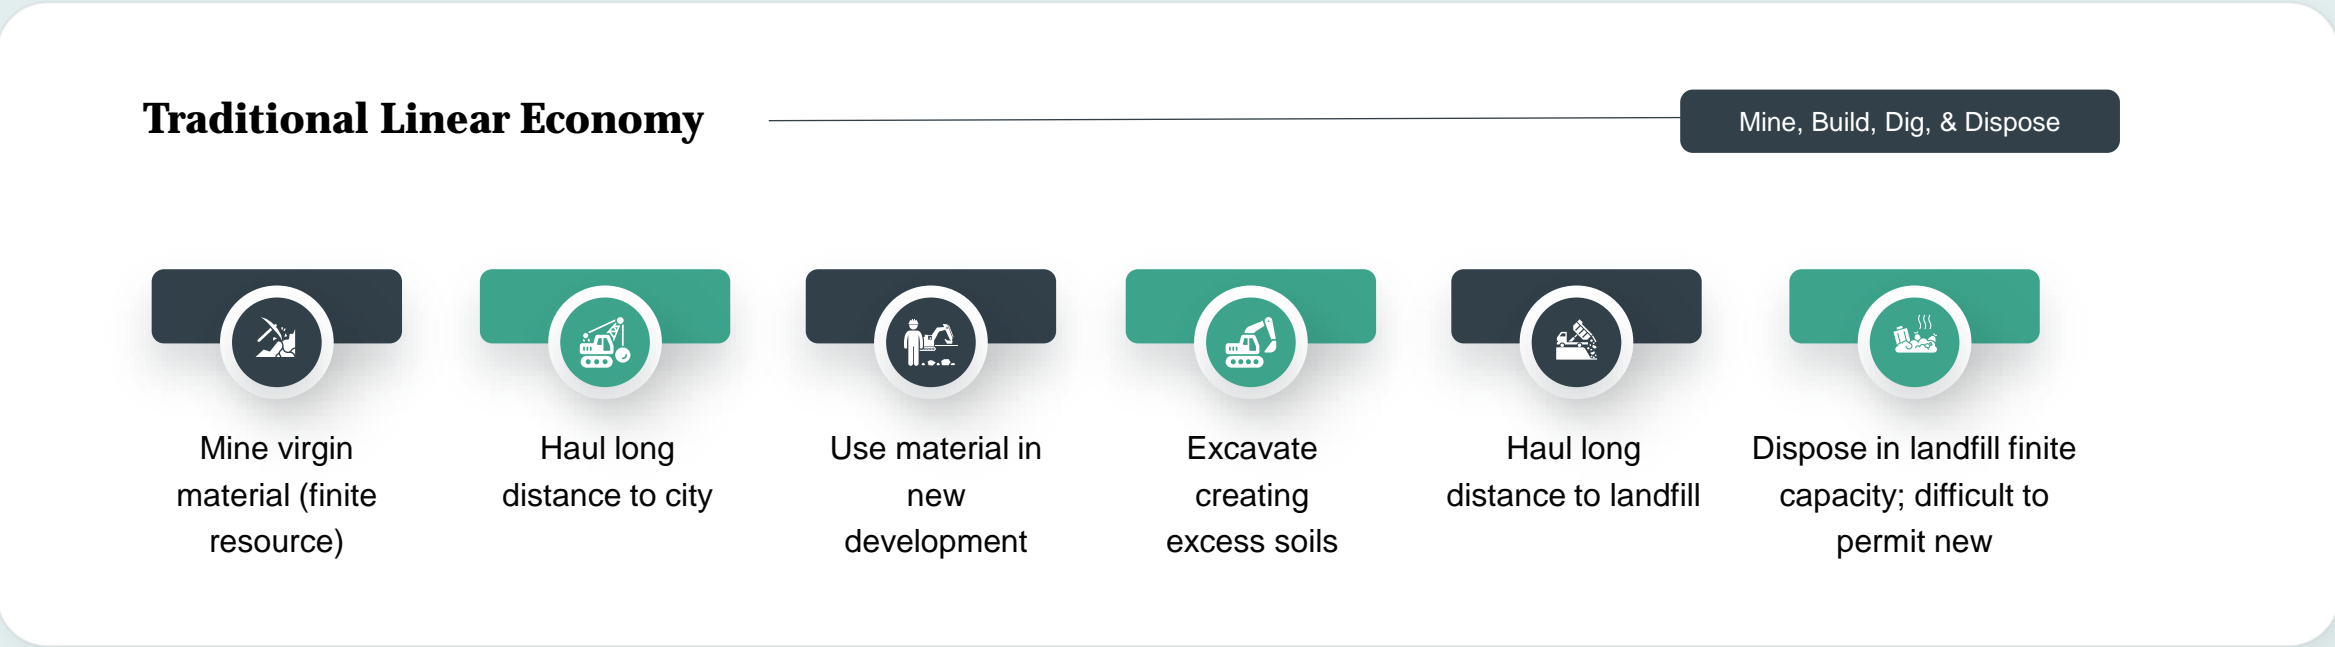 Traditional Linear Economy
Mine, Build, Dig, & Dispose
Mine virgin
material (finite
resource)
Haul long
distance to city
Use material in
new
development
Excavate
creating
excess soils
Haul long
distance to landfill
Dispose in landfill finite
capacity; difficult to
permit new